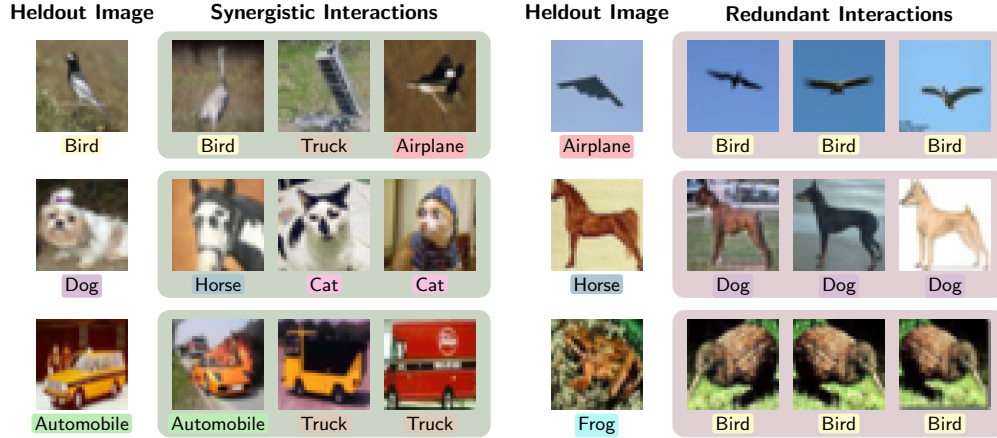 Heldout Image
Synergistic Interactions
Bird
Bird
Truck
Airplane
Dog
Horse
Cat
Cat
Automobile
Automobile
Truck
Truck
Heldout Image
Redundant Interactions
Airplane
Bird
Bird
Bird
Horse
Dog
Dog
Dog
Frog
Bird
Bird
Bird